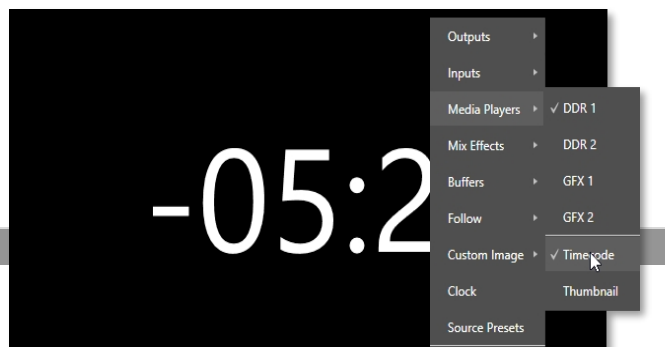 -05:2
Outputs
Inputs
Media Players
Mix Effects
Buffers
Follow
Custom Image
Clock
Source Presets
✓ DDR 1
DDR 2
GFX 1
GFX 2
✓ Timecode
Thumbnail